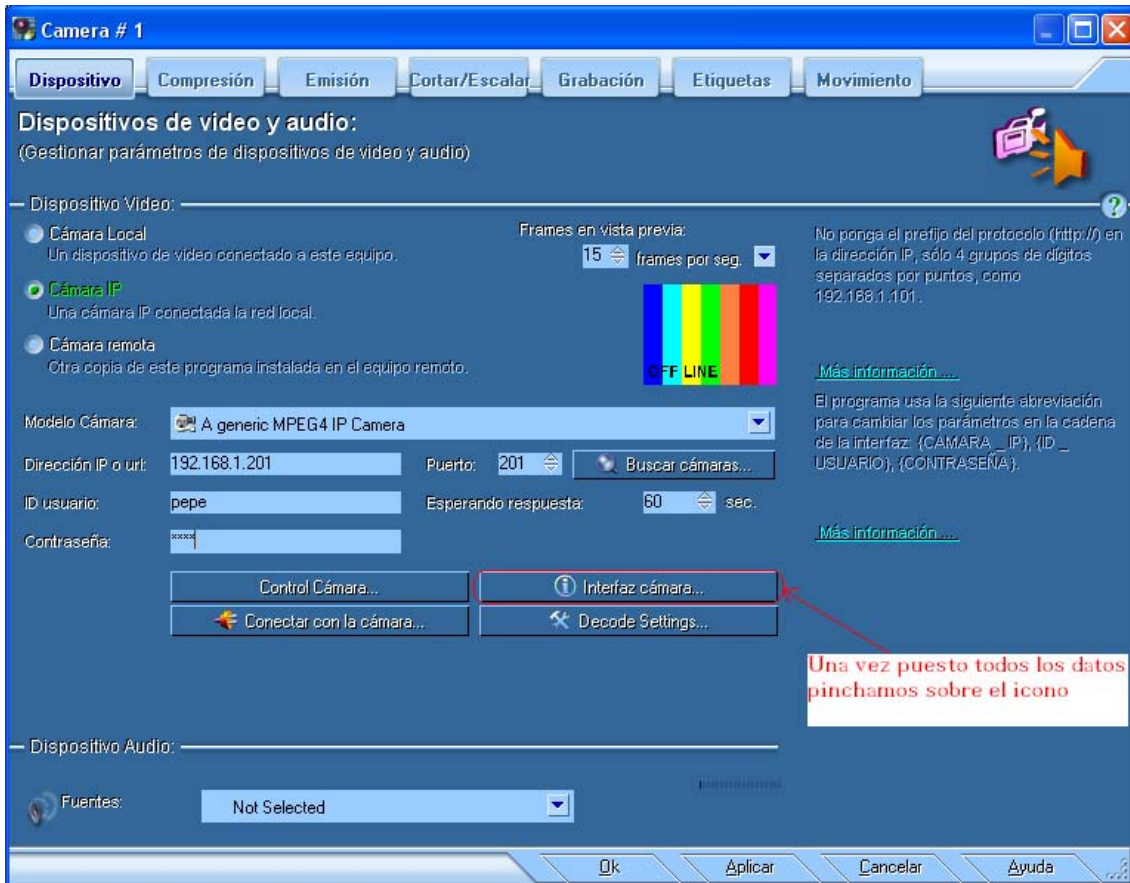 Camera # 1
Dispositivo
Compresión
Emisión
Cortar/Escalar
Grabación
Etiquetas
Movimiento
Dispositivos de video y audio:
(Gestionar parámetros de dispositivos de video y audio)
Dispositivo Video:
Cámara Local
Un dispositivo de video conectado a este equipo.
Cámara IP
Una cámara IP conectada la red local.
Cámara remota
Otra copia de este programa instalada en el equipo remoto.
Frames en vista previa:
15 frames por seg.
OFF LINE
No ponga el prefijo del protocolo (http://) en
la dirección IP, sólo 4 grupos de dígitos
separados por puntos, como
192.168.1.101.
Más información ...
El programa usa la siguiente abreviación
para cambiar los parámetros en la cadena
de la interfaz: {CAMARA _ IP}, {ID _
USUARIO}, {CONTRASEÑA}.
Más información ...
Modelo Cámara: A generic MPEG4 IP Camera
Dirección IP o url: 192.168.1.201 Puerto: 201 Buscar cámaras...
ID usuario: pepe Esperando respuesta: 60 sec.
Contraseña: ****
Control Cámara... Interfaz cámara...
Conectar con la cámara... Decode Settings...
Una vez puesto todos los datos
pinchamos sobre el icono
Dispositivo Audio:
Fuentes: Not Selected
Ok Aplicar Cancelar Ayuda